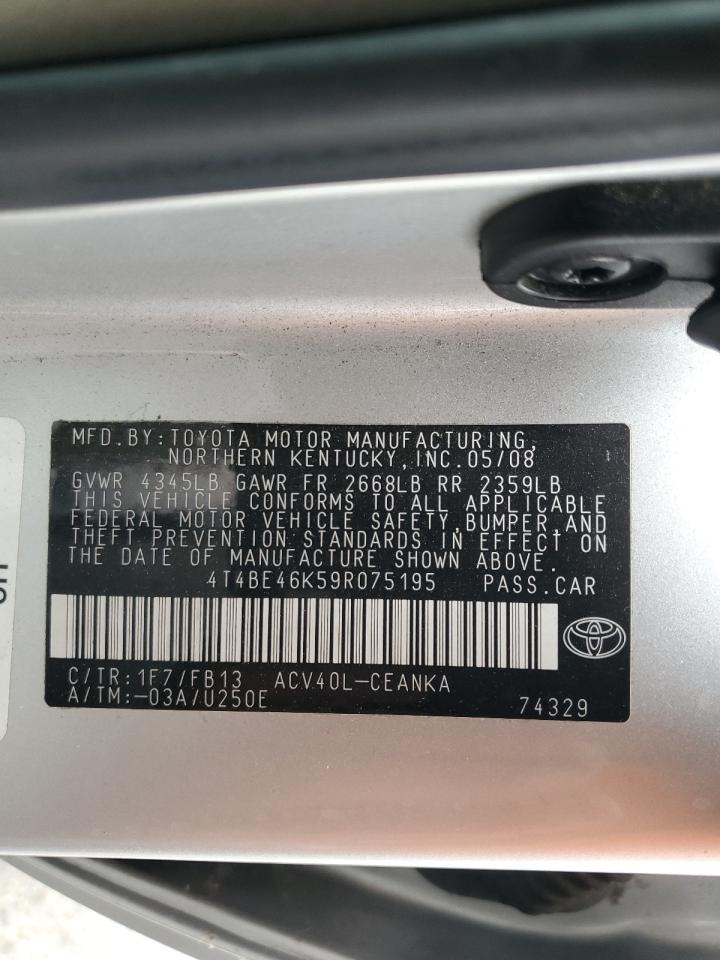 MFD.BY:TOYOTA MOTOR MANUFACTURING,
NORTHERN KENTUCKY,INC.05/08
GVWR 4345LB GAWR FR 2668LB RR 2359LB
THIS VEHICLE CONFORMS TO ALL APPLICABLE
FEDERAL MOTOR VEHICLE SAFETY,BUMPER,AND
THEFT PREVENTION STANDARDS IN EFFECT ON
THE DATE OF MANUFACTURE SHOWN ABOVE.
4T4BE46K59R075195 PASS.CAR
C/TR:1F7/FB13 ACV40L-CEANKA
A/TM:-03A/U250E 74329